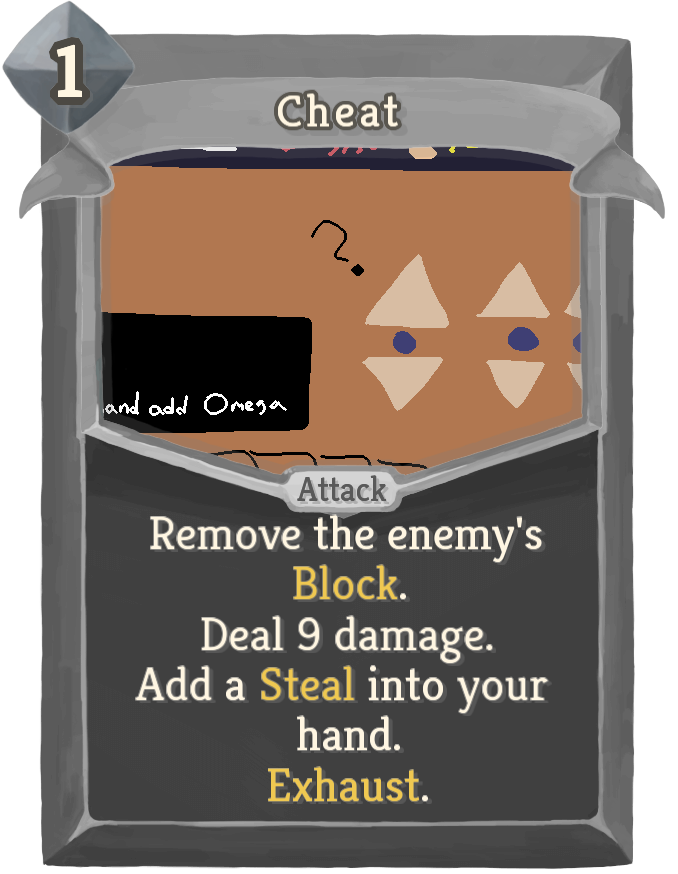 1
Cheat
?
and add Omega
Attack
Remove the enemy's
Block.
Deal 9 damage.
Add a Steal into your
hand.
Exhaust.